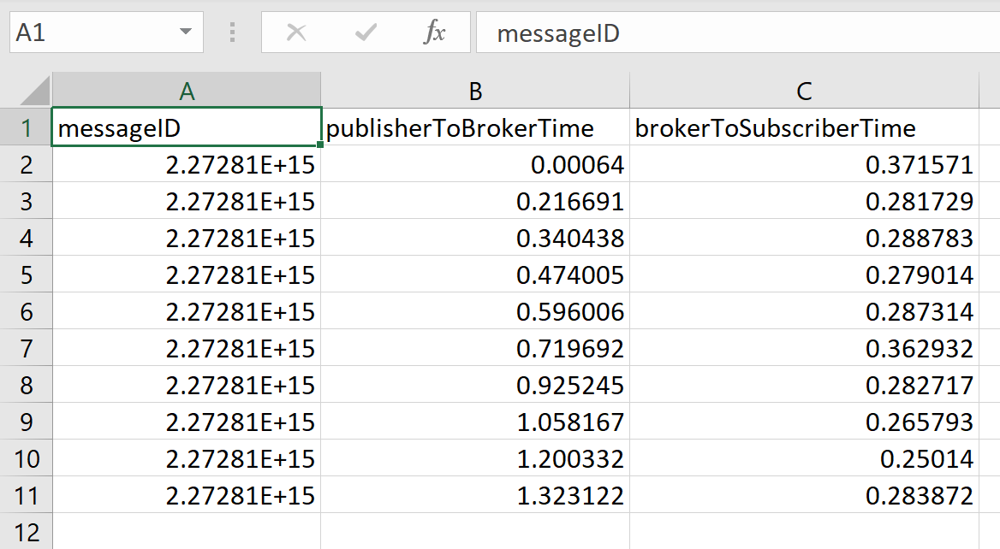 A1 fx messageID
A B C
1 messageID publisherToBrokerTime brokerToSubscriberTime
2 2.27281E+15 0.00064 0.371571
3 2.27281E+15 0.216691 0.281729
4 2.27281E+15 0.340438 0.288783
5 2.27281E+15 0.474005 0.279014
6 2.27281E+15 0.596006 0.287314
7 2.27281E+15 0.719692 0.362932
8 2.27281E+15 0.925245 0.282717
9 2.27281E+15 1.058167 0.265793
10 2.27281E+15 1.200332 0.25014
11 2.27281E+15 1.323122 0.283872
12